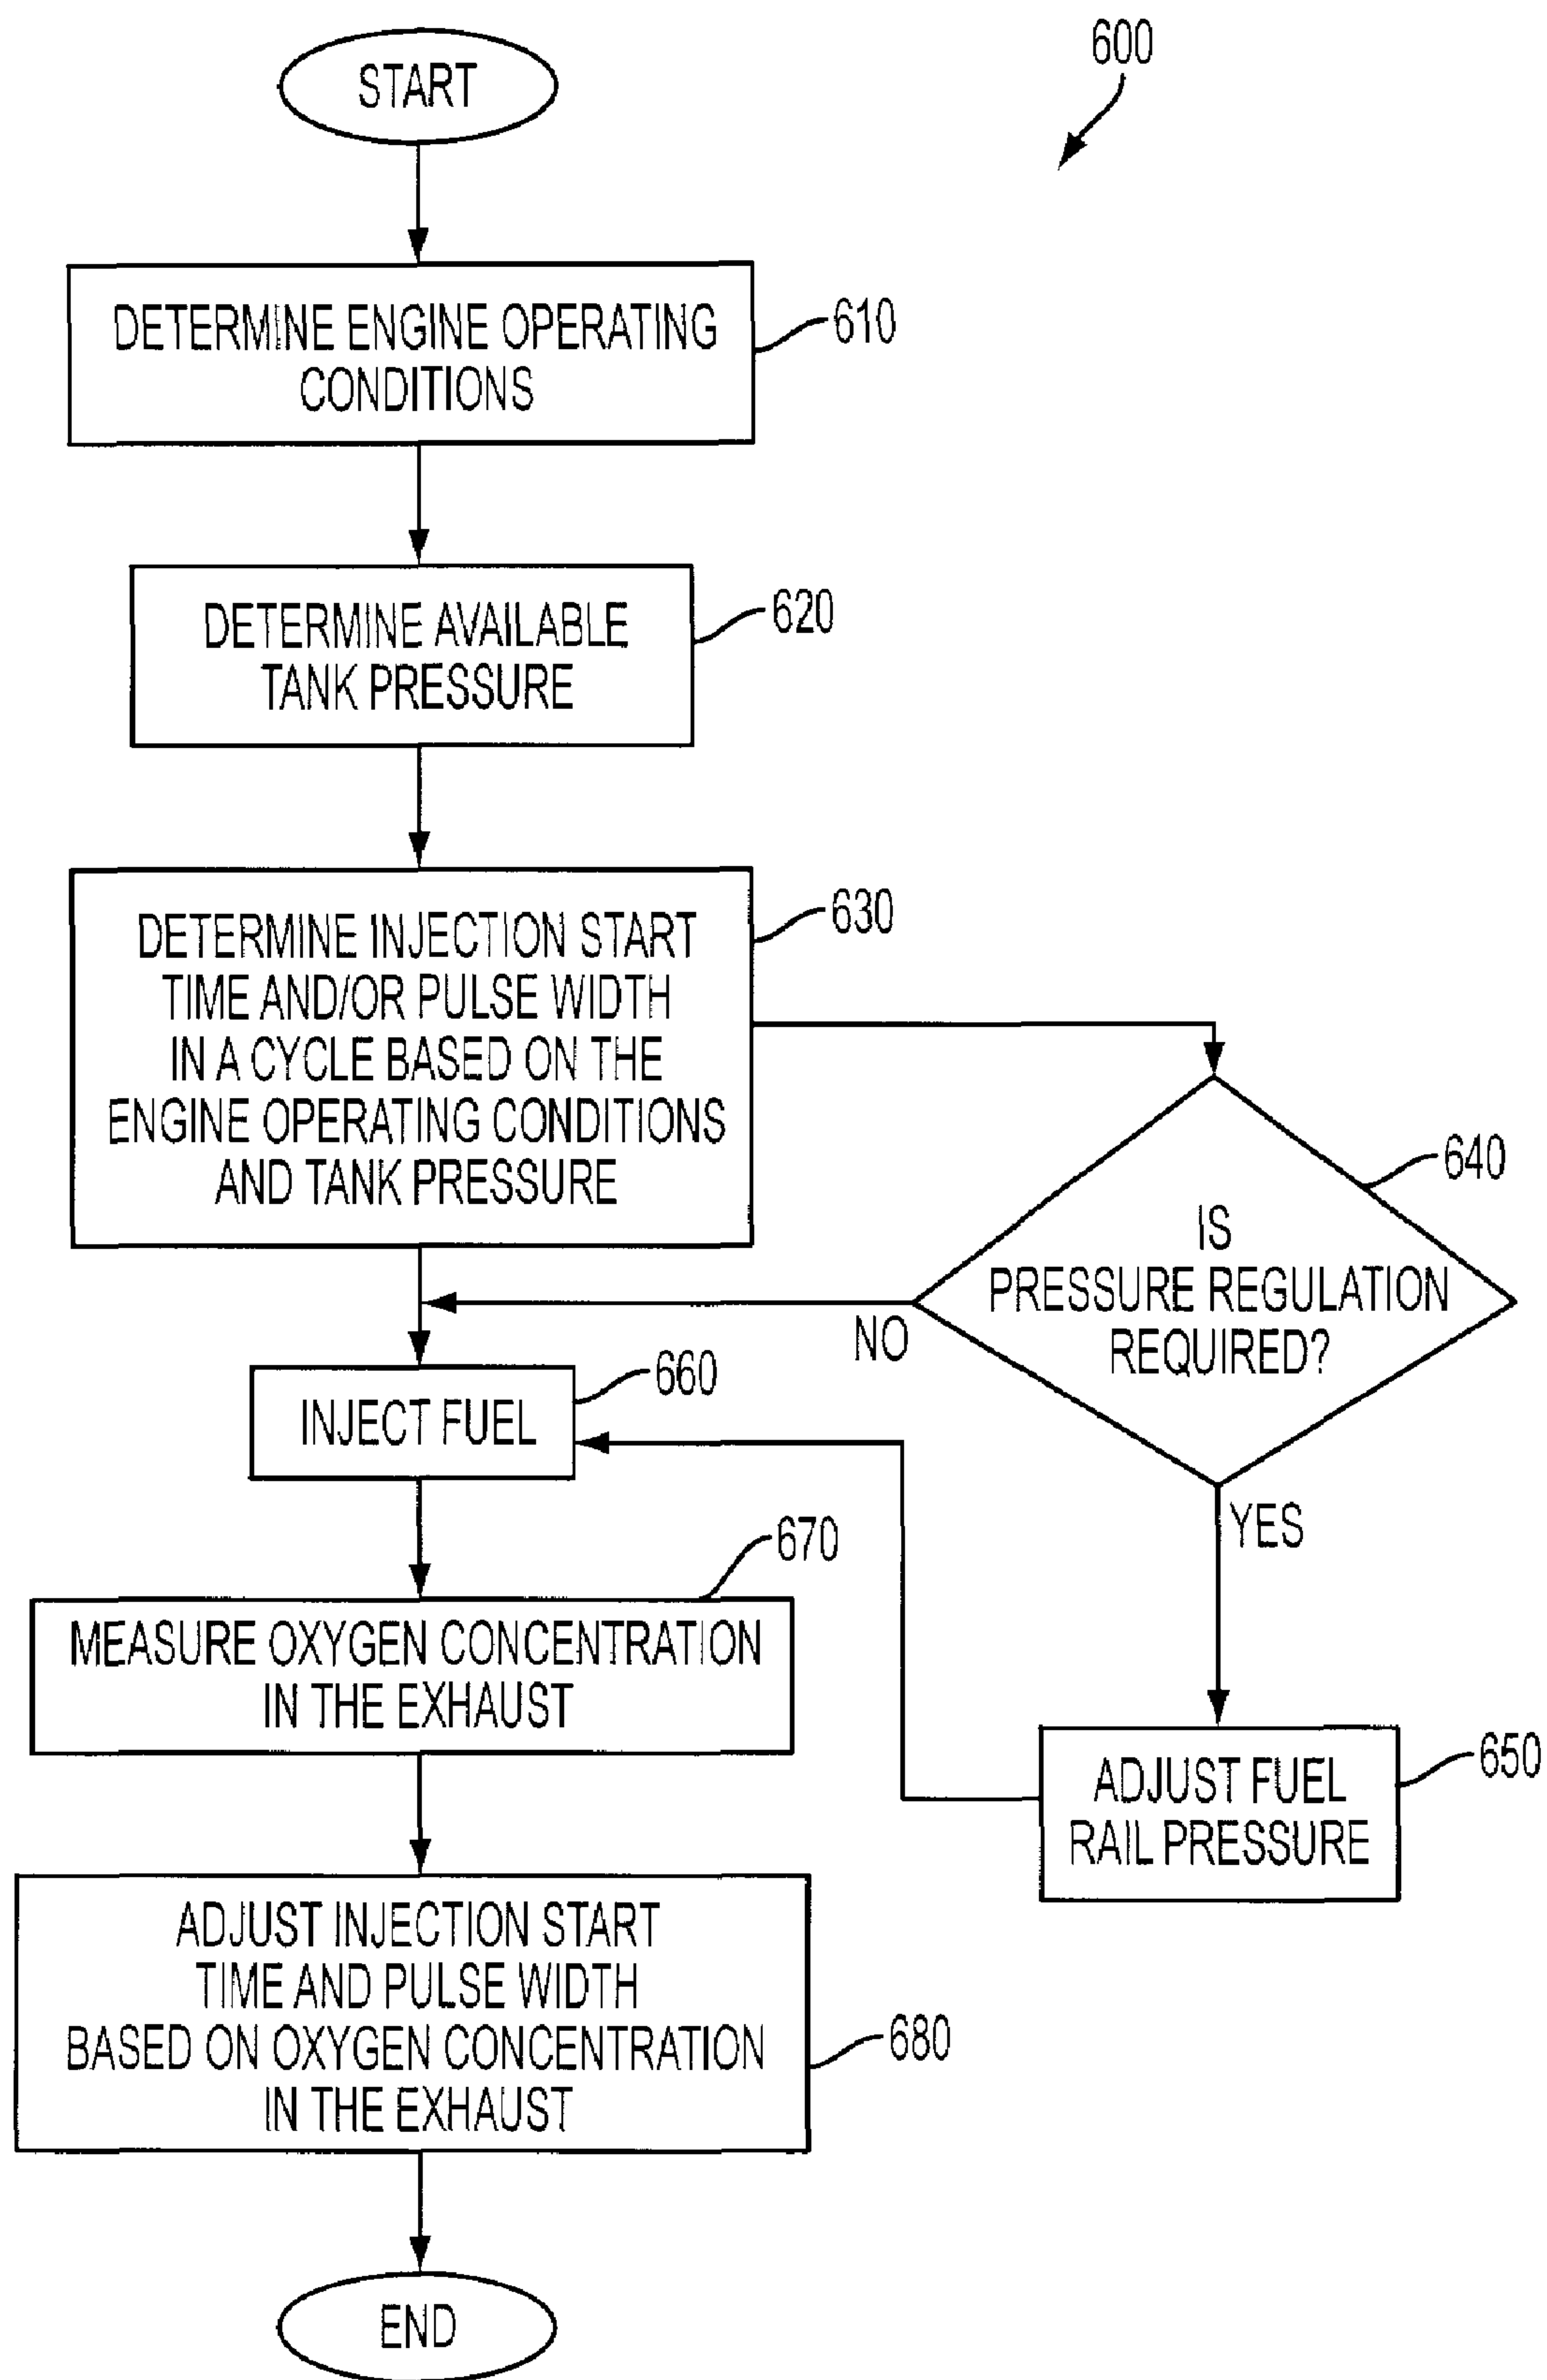 600
START
DETERMINE ENGINE OPERATING
CONDITIONS
610
DETERMINE AVAILABLE
TANK PRESSURE
620
DETERMINE INJECTION START
TIME AND/OR PULSE WIDTH
IN A CYCLE BASED ON THE
ENGINE OPERATING CONDITIONS
AND TANK PRESSURE
630
640
IS
PRESSURE REGULATION
REQUIRED?
NO
YES
INJECT FUEL
660
670
MEASURE OXYGEN CONCENTRATION
IN THE EXHAUST
ADJUST FUEL
RAIL PRESSURE
650
ADJUST INJECTION START
TIME AND PULSE WIDTH
BASED ON OXYGEN CONCENTRATION
IN THE EXHAUST
680
END